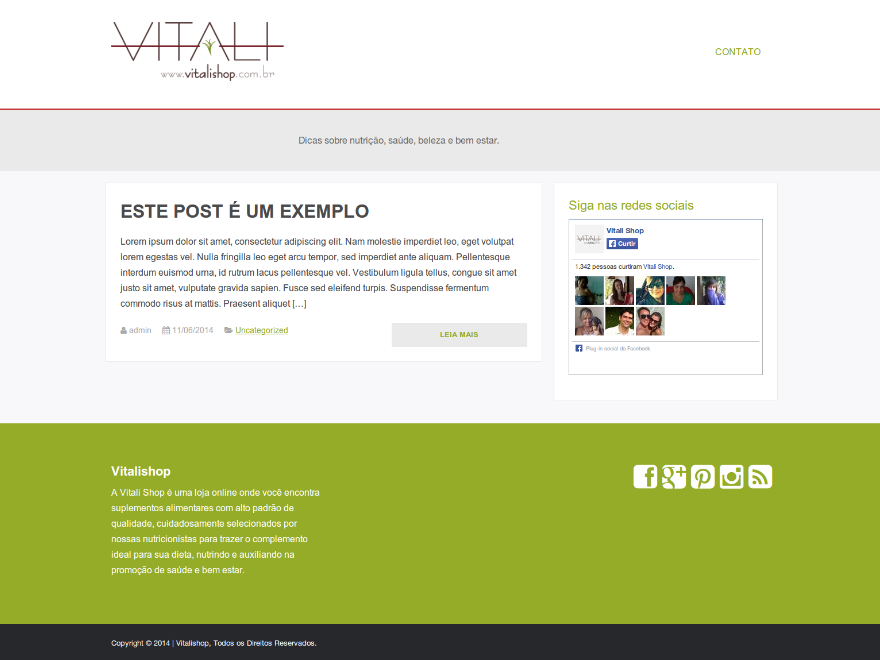 VITALI
www.vitalishop.com.br
CONTATO
Dicas sobre nutrição, saúde, beleza e bem estar.
ESTE POST É UM EXEMPLO
Lorem ipsum dolor sit amet, consectetur adipiscing elit. Nam molestie imperdiet leo, eget volutpat
lorem egestas vel. Nulla fringilla leo eget arcu tempor, sed imperdiet ante aliquam. Pellentesque
interdum euismod urna, id rutrum lacus pellentesque vel. Vestibulum ligula tellus, congue sit amet
justo sit amet, vulputate gravida sapien. Fusce sed eleifend turpis. Suspendisse fermentum
commodo risus at mattis. Praesent aliquet […]
admin 11/06/2014 Uncategorized
LEIA MAIS
Siga nas redes sociais
VITALI
Vitali Shop
Curtir
1.342 pessoas curtiram Vitali Shop.
Plug-in social do Facebook
Vitalishop
A Vitali Shop é uma loja online onde você encontra
suplementos alimentares com alto padrão de
qualidade, cuidadosamente selecionados por
nossas nutricionistas para trazer o complemento
ideal para sua dieta, nutrindo e auxiliando na
promoção de saúde e bem estar.
Copyright © 2014 | Vitalishop, Todos os Direitos Reservados.